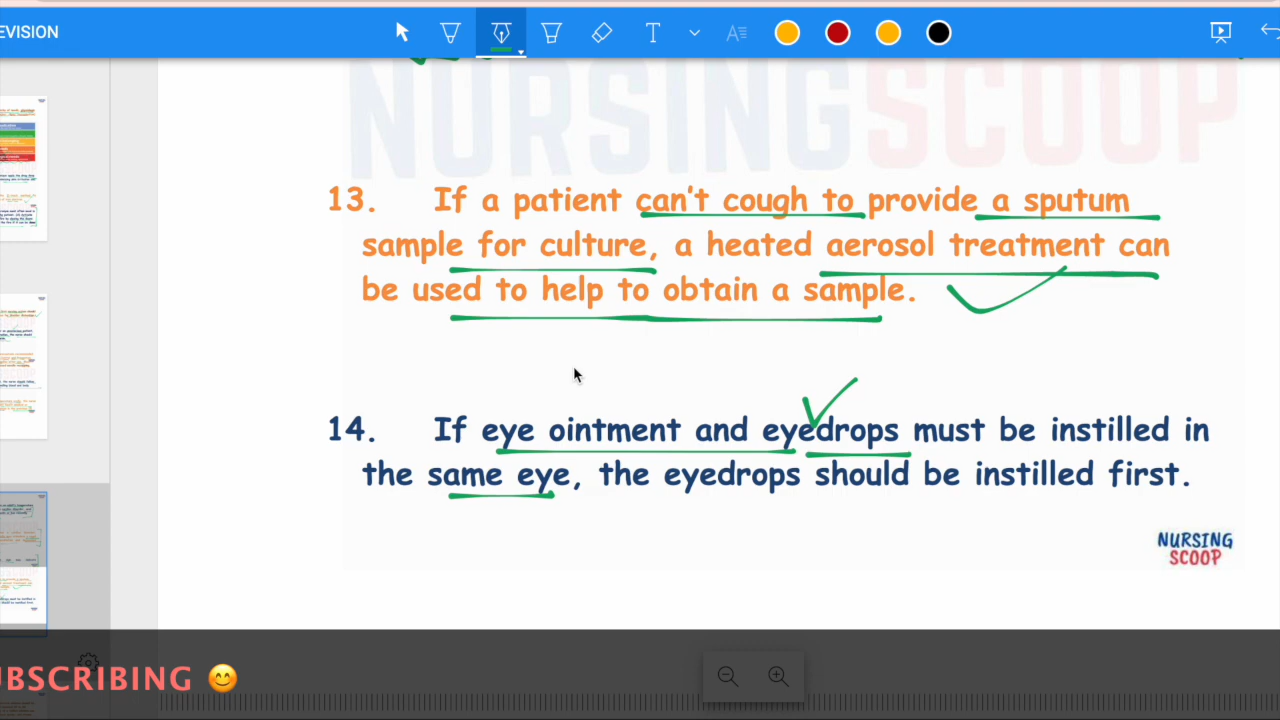 EVISION
T
A
NURSINGSCOOP
13. If a patient can't cough to provide a sputum
sample for culture, a heated aerosol treatment can
be used to help to obtain a sample.
14. If eye ointment and eyedrops must be instilled in
the same eye, the eyedrops should be instilled first.
NURSING
SCOOP
UBSCRIBING 😊